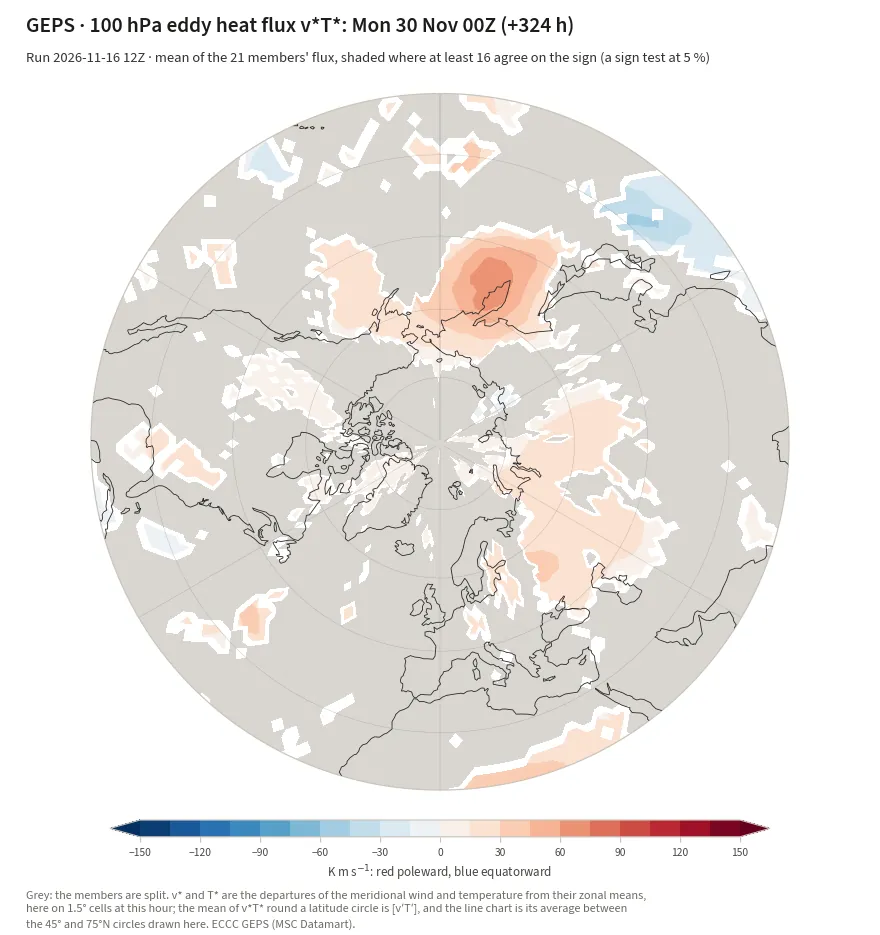 GEPS · 100 hPa eddy heat flux v*T*: Mon 30 Nov 00Z (+324 h)
Run 2026-11-16 12Z · mean of the 21 members' flux, shaded where at least 16 agree on the sign (a sign test at 5 %)
−150 −120 −90 −60 −30 0 30 60 90 120 150
K m s⁻¹: red poleward, blue equatorward
Grey: the members are split. v* and T* are the departures of the meridional wind and temperature from their zonal means,
here on 1.5° cells at this hour; the mean of v*T* round a latitude circle is [v'T'], and the line chart is its average between
the 45° and 75°N circles drawn here. ECCC GEPS (MSC Datamart).